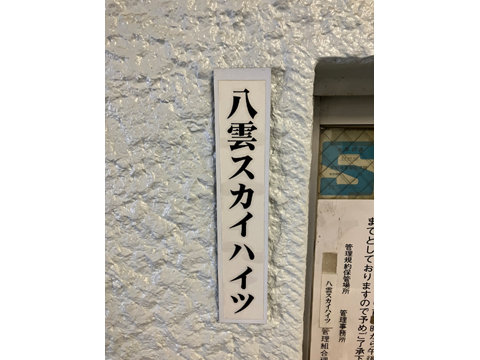 八雲スカイハイツ
S
までとしておりますので予めご了承下
管理規約保管場所
管理事務所
八雲スカイハイツ
管理組合